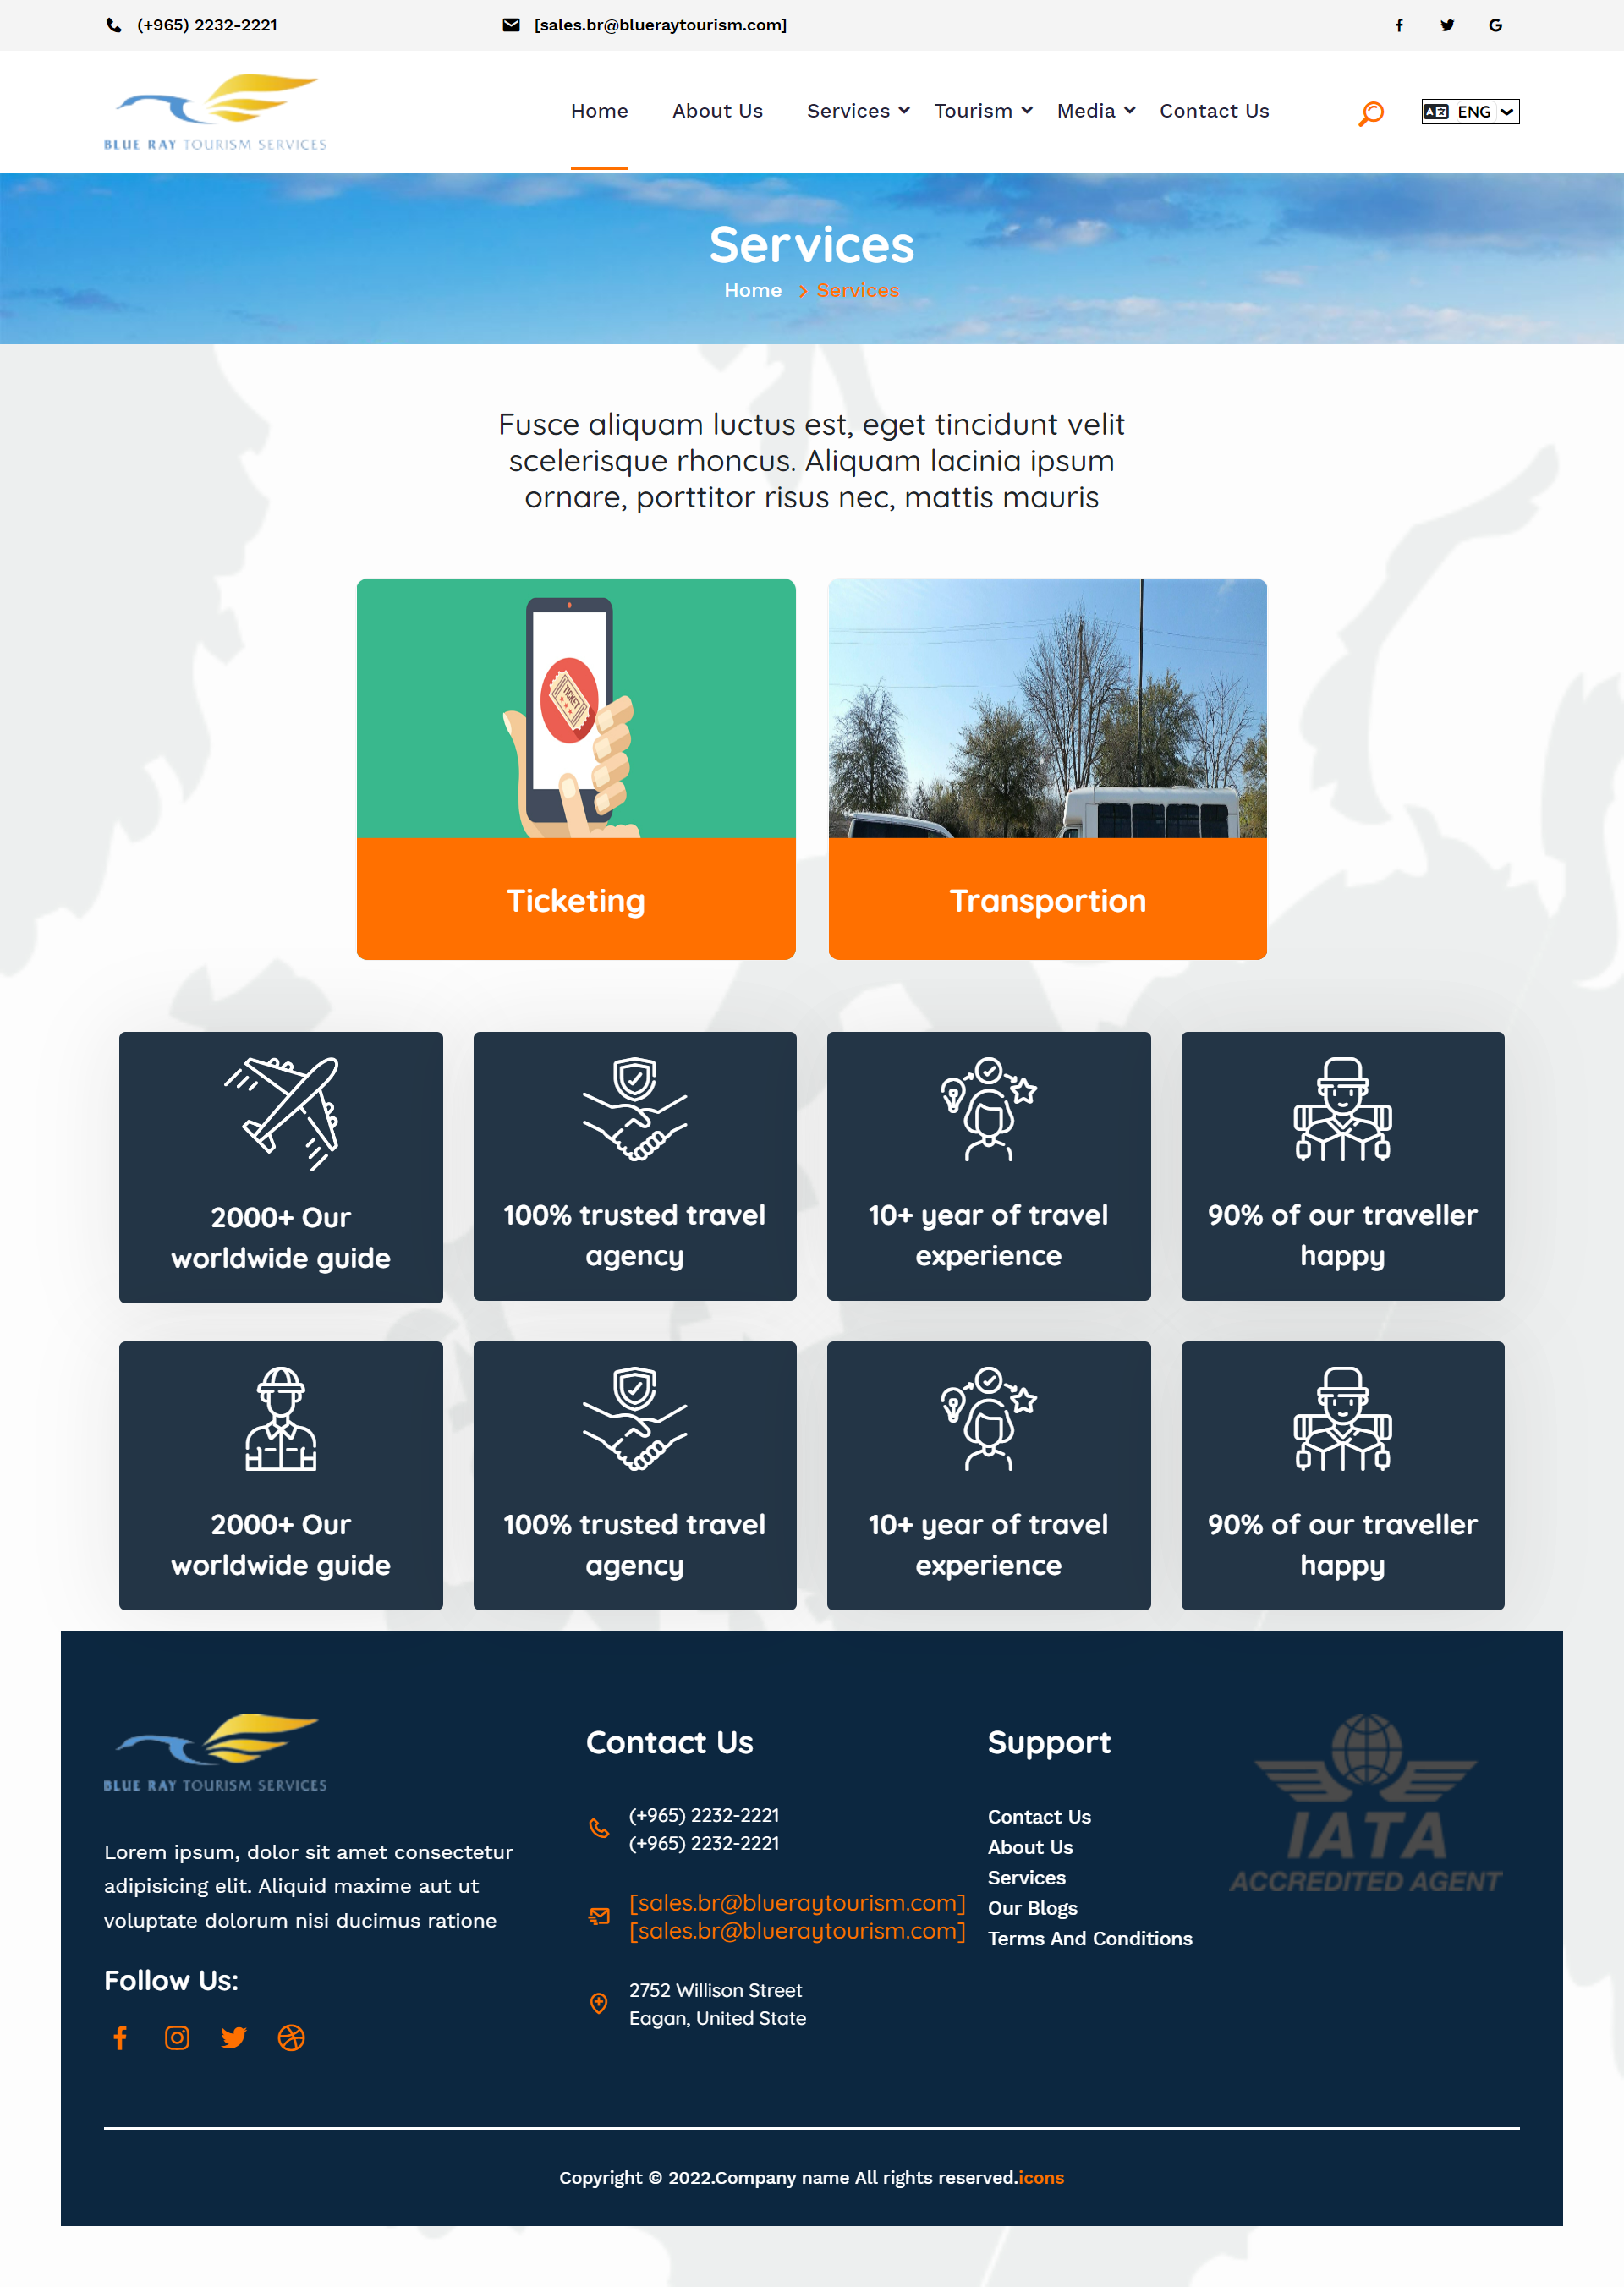 (+965) 2232-2221
[sales.br@blueraytourism.com]
BLUE RAY TOURISM SERVICES
Home
About Us
Services
Tourism
Media
Contact Us
ENG
Services
Home
Services
Fusce aliquam luctus est, eget tincidunt velit
scelerisque rhoncus. Aliquam lacinia ipsum
ornare, porttitor risus nec, mattis mauris
TICKET
Ticketing
Transportion
2000+ Our
worldwide guide
100% trusted travel
agency
10+ year of travel
experience
90% of our traveller
happy
2000+ Our
worldwide guide
100% trusted travel
agency
10+ year of travel
experience
90% of our traveller
happy
BLUE RAY TOURISM SERVICES
Lorem ipsum, dolor sit amet consectetur
adipisicing elit. Aliquid maxime aut ut
voluptate dolorum nisi ducimus ratione
Follow Us:
Contact Us
(+965) 2232-2221
(+965) 2232-2221
[sales.br@blueraytourism.com]
[sales.br@blueraytourism.com]
2752 Willison Street
Eagan, United State
Support
Contact Us
About Us
Services
Our Blogs
Terms And Conditions
IATA
ACCREDITED AGENT
Copyright © 2022.Company name All rights reserved.icons